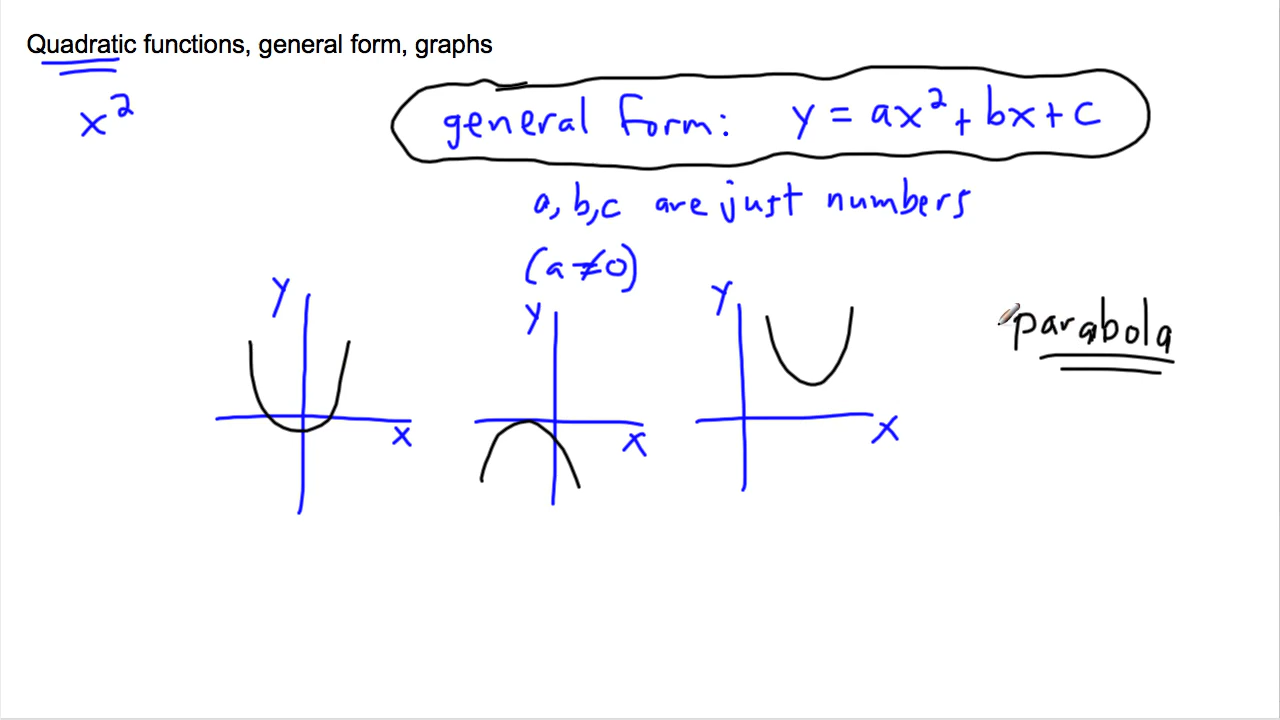 Quadratic functions, general form, graphs
x²
general form: y = ax² + bx + c
a, b, c are just numbers
(a ≠ 0)
y
x
y
x
y
x
parabola